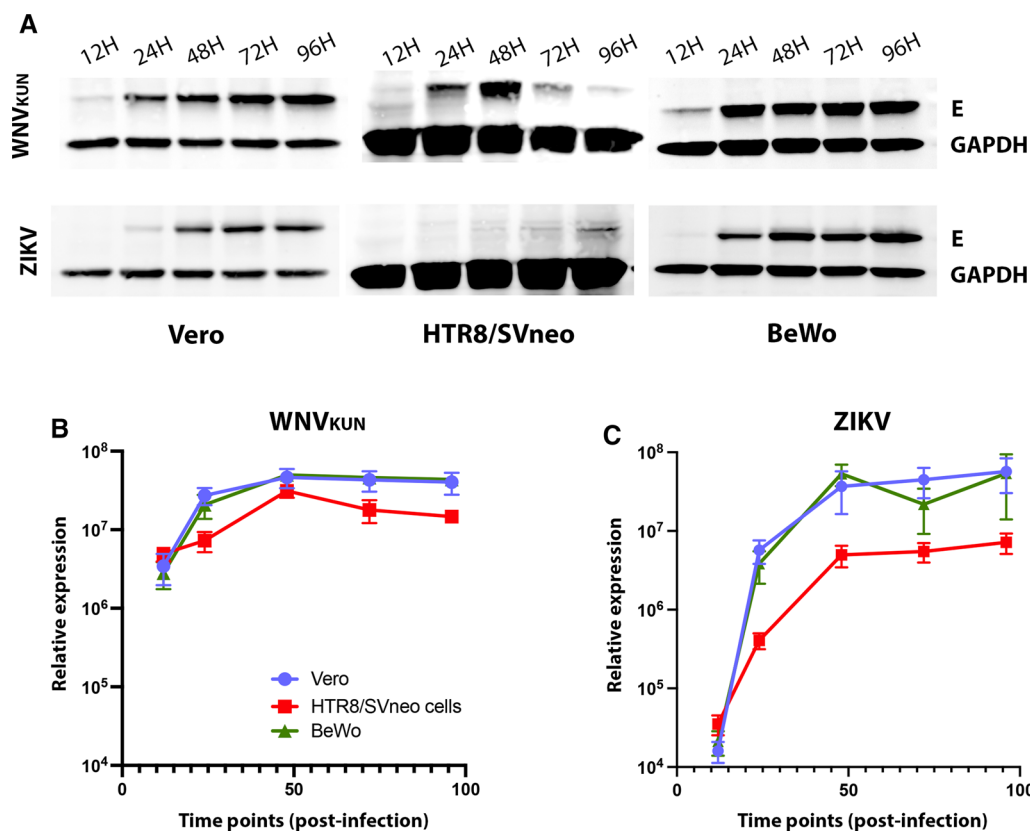 A
12H 24H 48H 72H 96H 12H 24H 48H 72H 96H 12H 24H 48H 72H 96H
WNVKUN
E
GAPDH
ZIKV
E
GAPDH
Vero HTR8/SVneo BeWo
B WNVKUN
10⁸
10⁷
10⁶
10⁵
10⁴
Relative expression
Vero
HTR8/SVneo cells
BeWo
0 50 100
Time points (post-infection)
C ZIKV
10⁸
10⁷
10⁶
10⁵
10⁴
Relative expression
0 50 100
Time points (post-infection)